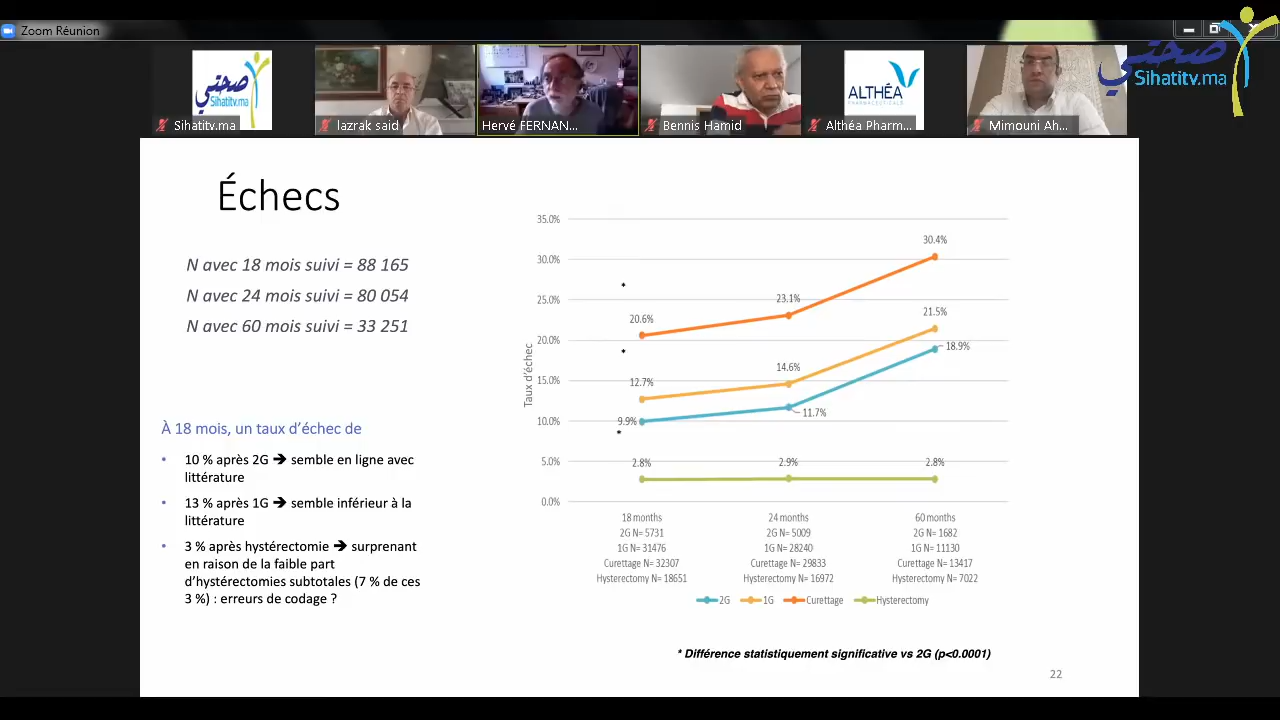 Zoom Réunion
صحتي
Sihatitv.ma
صحتي
Sihatitv.ma
ALTHÉA
PHARMACEUTICALS
Sihatitv.ma
lazrak said
Hervé FERNAN...
Bennis Hamid
Althéa Pharm...
Mimouni Ah...
Échecs
N avec 18 mois suivi = 88 165
N avec 24 mois suivi = 80 054
N avec 60 mois suivi = 33 251
À 18 mois, un taux d'échec de
• 10 % après 2G ➔ semble en ligne avec
littérature
• 13 % après 1G ➔ semble inférieur à la
littérature
• 3 % après hystérectomie ➔ surprenant
en raison de la faible part
d'hystérectomies subtotales (7 % de ces
3 %) : erreurs de codage ?
Taux d'échec
35.0%
30.0%
25.0%
20.0%
15.0%
10.0%
5.0%
0.0%
20.6%
23.1%
30.4%
12.7%
14.6%
21.5%
9.9%
11.7%
18.9%
2.8%
2.9%
2.8%
*
*
*
18 months
2G N= 5731
1G N= 31476
Curettage N= 32307
Hysterectomy N= 18651
24 months
2G N= 5009
1G N= 28240
Curettage N= 29833
Hysterectomy N= 16972
60 months
2G N= 1682
1G N= 11130
Curettage N= 13417
Hysterectomy N= 7022
2G 1G Curettage Hysterectomy
* Différence statistiquement significative vs 2G (p<0.0001)
22